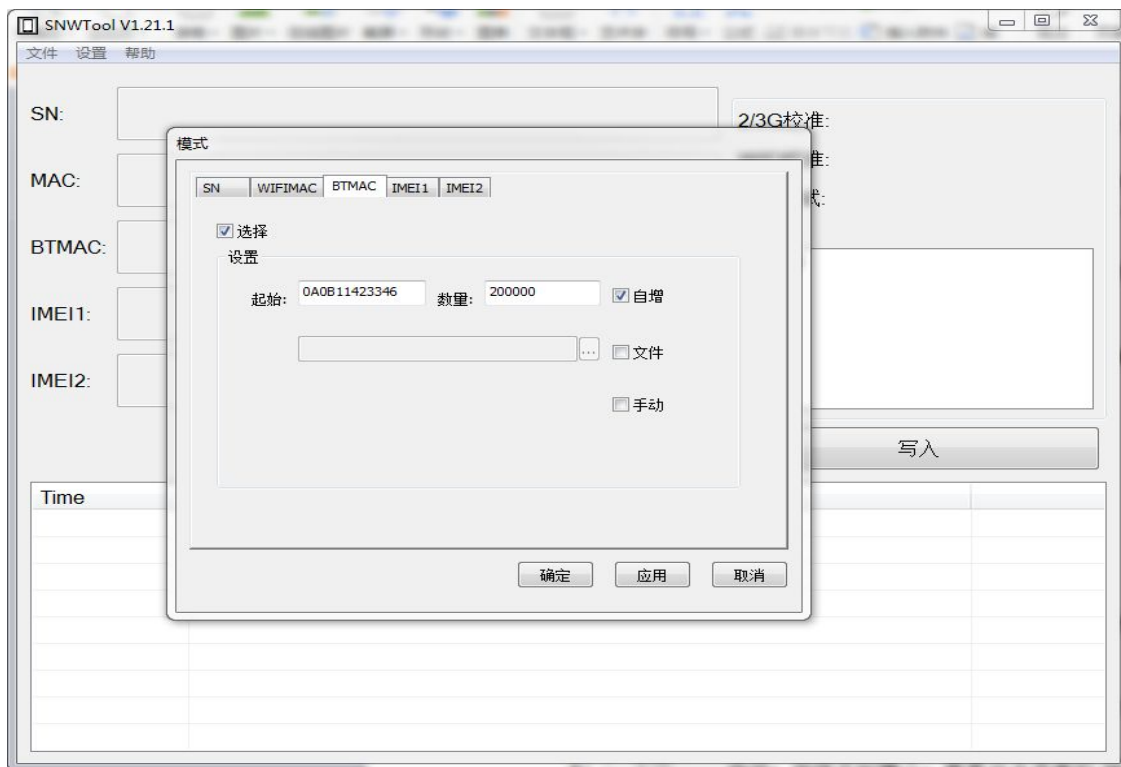 SNWTool V1.21.1
文件 设置 帮助
SN:
2/3G校准:
模式
准:
MAC:
SN WIFIMAC BTMAC IMEI1 IMEI2
式:
选择
BTMAC:
设置
起始: 0A0B11423346 数量: 200000 自增
IMEI1:
... 文件
IMEI2:
手动
写入
Time
确定 应用 取消